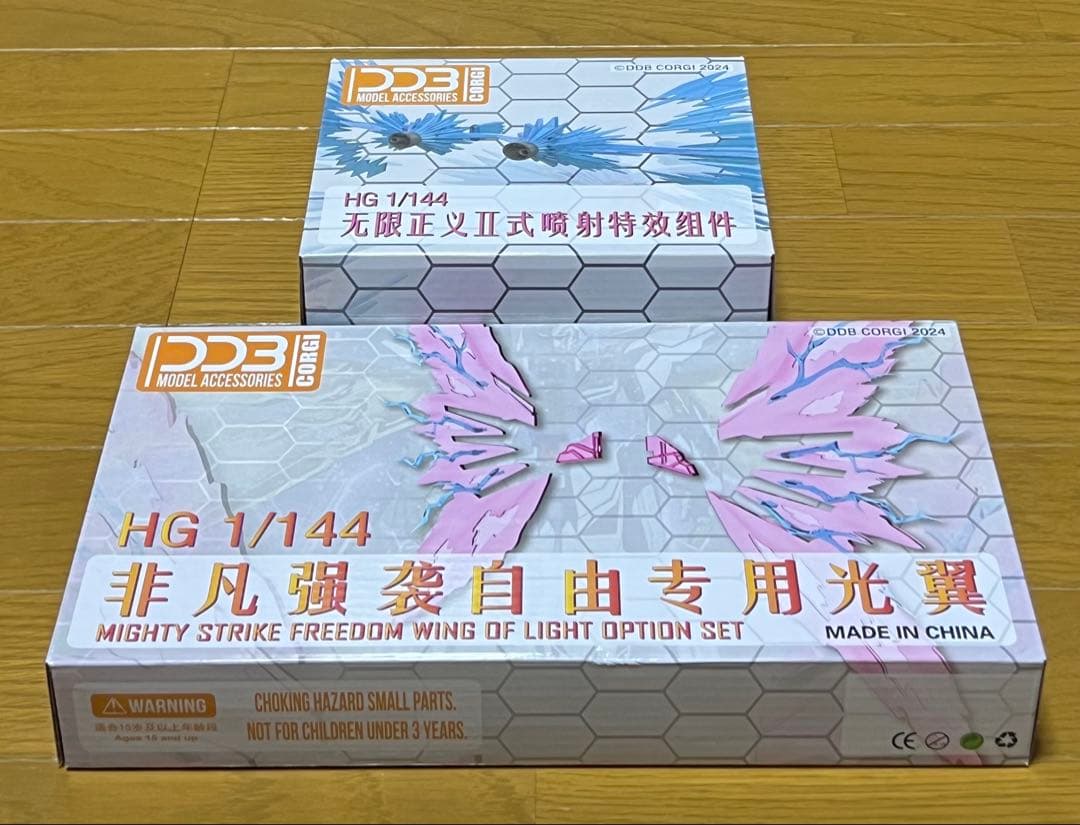 DDB
MODEL ACCESSORIES
CORGI
©DDB CORGI 2024
HG 1/144
无限正义II式喷射特效组件
DDB
MODEL ACCESSORIES
CORGI
©DDB CORGI 2024
HG 1/144
非凡强袭自由专用光翼
MIGHTY STRIKE FREEDOM WING OF LIGHT OPTION SET
MADE IN CHINA
WARNING
适合15岁及以上年龄段
Ages 15 and up
CHOKING HAZARD SMALL PARTS.
NOT FOR CHILDREN UNDER 3 YEARS.
CE